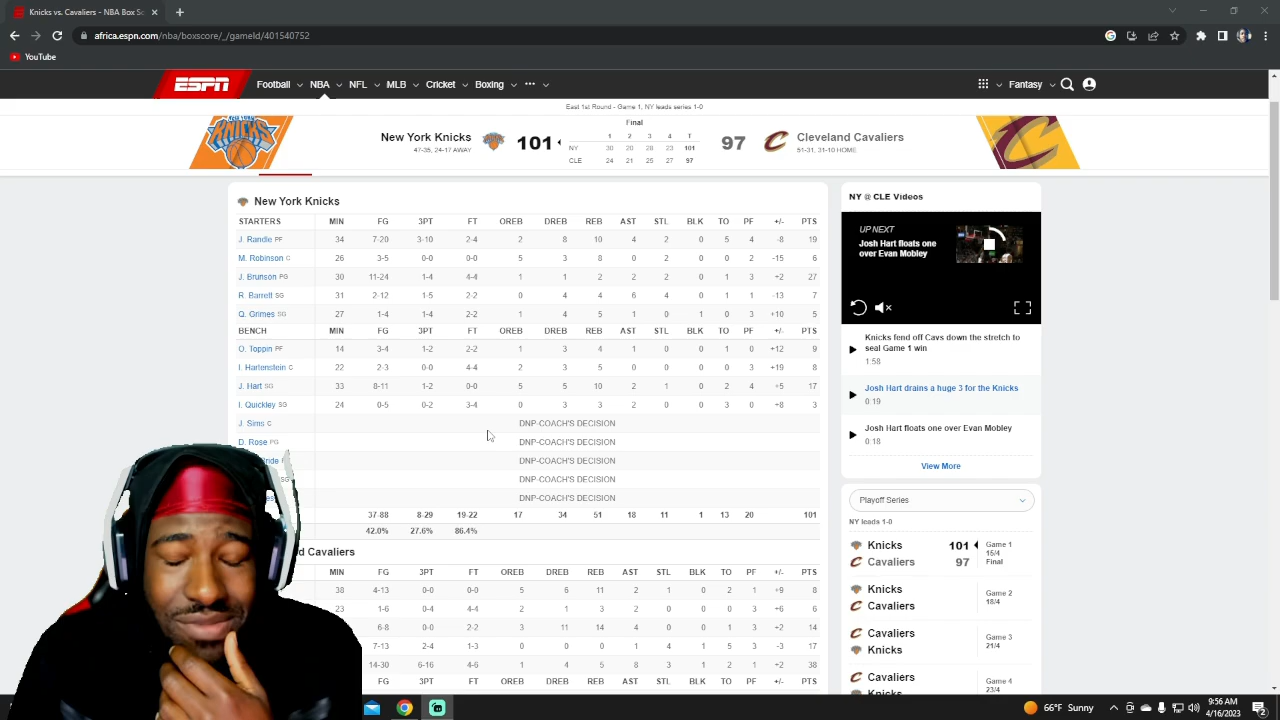 Knicks vs. Cavaliers - NBA Box Sc
africa.espn.com/nba/boxscore/_/gameId/401540752
YouTube
ESPN Football NBA NFL MLB Cricket Boxing ... Fantasy
East 1st Round - Game 1, NY leads series 1-0
Final
New York Knicks 101 97 Cleveland Cavaliers
47-35, 24-17 AWAY 51-31, 31-10 HOME
1 2 3 4 T
NY 30 20 28 23 101
CLE 24 21 25 27 97
KNICKS
New York Knicks
STARTERS MIN FG 3PT FT OREB DREB REB AST STL BLK TO PF +/- PTS
J. Randle PF 34 7-20 3-10 2-4 2 8 10 4 2 0 5 4 -8 19
M. Robinson C 26 3-5 0-0 0-0 5 3 8 0 2 0 0 2 -15 6
J. Brunson PG 30 11-24 1-4 4-4 1 1 2 2 2 0 1 3 +2 27
R. Barrett SG 31 2-12 1-5 2-2 0 4 4 6 4 0 1 1 -13 7
Q. Grimes SG 27 1-4 1-4 2-2 1 4 5 1 0 1 0 3 +10 5
BENCH MIN FG 3PT FT OREB DREB REB AST STL BLK TO PF +/- PTS
O. Toppin PF 14 3-4 1-2 2-2 1 3 4 1 0 0 1 0 +12 9
I. Hartenstein C 22 2-3 0-0 4-4 2 3 5 0 0 0 0 3 +19 8
J. Hart SG 33 8-11 1-2 0-0 5 5 10 2 1 0 2 4 +5 17
I. Quickley SG 24 0-5 0-2 3-4 0 3 3 2 0 0 3 0 +8 3
J. Sims C DNP-COACH'S DECISION
D. Rose PG DNP-COACH'S DECISION
DNP-COACH'S DECISION
SG DNP-COACH'S DECISION
DNP-COACH'S DECISION
37-88 8-29 19-22 17 34 51 18 11 1 13 20 101
42.0% 27.6% 86.4%
Cavaliers
MIN FG 3PT FT OREB DREB REB AST STL BLK TO PF +/- PTS
38 4-13 0-0 0-0 5 6 11 2 1 0 2 1 +9 8
23 1-6 0-4 4-4 2 1 3 2 0 0 0 3 +6 6
6-8 0-0 2-2 3 11 14 4 0 0 1 3 +2 14
7-13 2-4 1-3 0 0 0 1 4 1 5 3 -3 17
14-30 6-16 4-6 1 4 5 8 3 1 2 1 +2 38
FG 3PT FT OREB DREB REB AST STL BLK TO PF +/- PTS
NY @ CLE Videos
UP NEXT
Josh Hart floats one
over Evan Mobley
Knicks fend off Cavs down the stretch to
seal Game 1 win
1:58
Josh Hart drains a huge 3 for the Knicks
0:19
Josh Hart floats one over Evan Mobley
0:18
View More
Playoff Series
NY leads 1-0
Knicks 101 Game 1
Cavaliers 97 15/4
Final
Knicks Game 2
Cavaliers 18/4
Cavaliers Game 3
Knicks 21/4
Cavaliers Game 4
Knicks 23/4
66°F Sunny
9:56 AM
4/16/2023